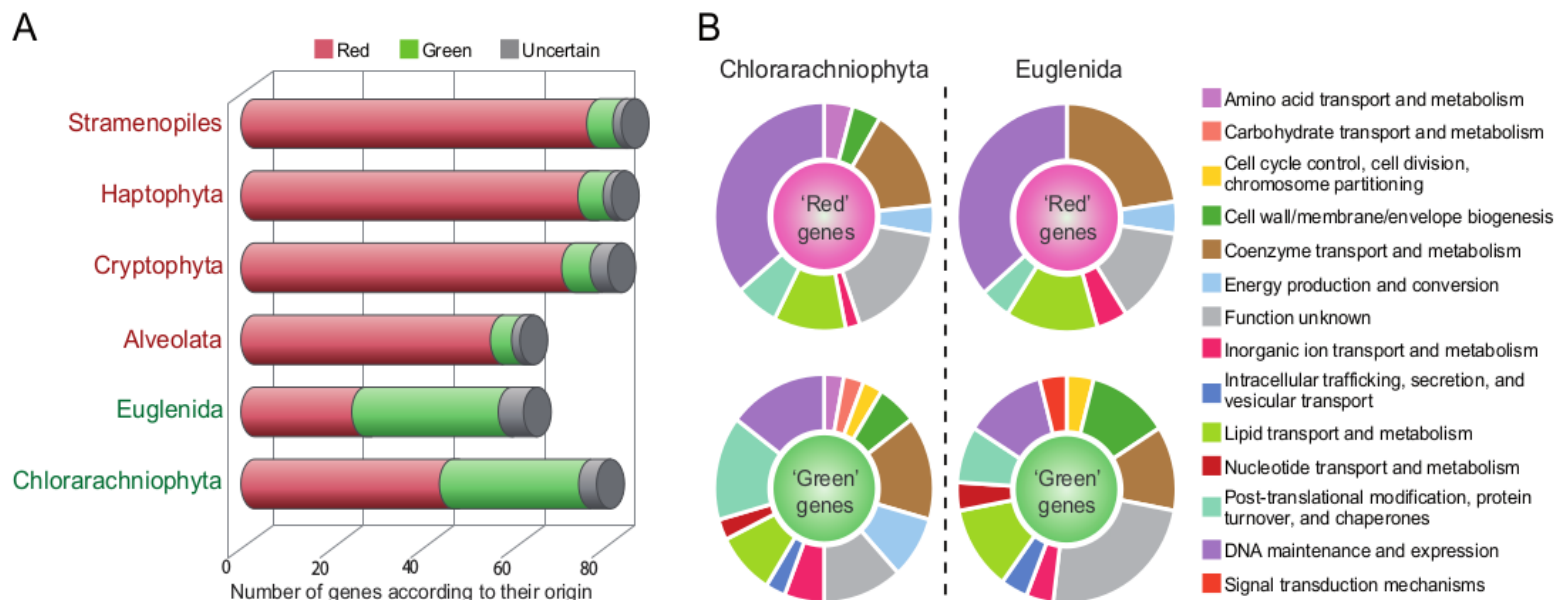 A
Red
Green
Uncertain
Stramenopiles
Haptophyta
Cryptophyta
Alveolata
Euglenida
Chlorarachniophyta
0
20
40
60
80
Number of genes according to their origin
B
Chlorarachniophyta
Euglenida
‘Red’
genes
‘Red’
genes
‘Green’
genes
‘Green’
genes
Amino acid transport and metabolism
Carbohydrate transport and metabolism
Cell cycle control, cell division,
chromosome partitioning
Cell wall/membrane/envelope biogenesis
Coenzyme transport and metabolism
Energy production and conversion
Function unknown
Inorganic ion transport and metabolism
Intracellular trafficking, secretion, and
vesicular transport
Lipid transport and metabolism
Nucleotide transport and metabolism
Post-translational modification, protein
turnover, and chaperones
DNA maintenance and expression
Signal transduction mechanisms